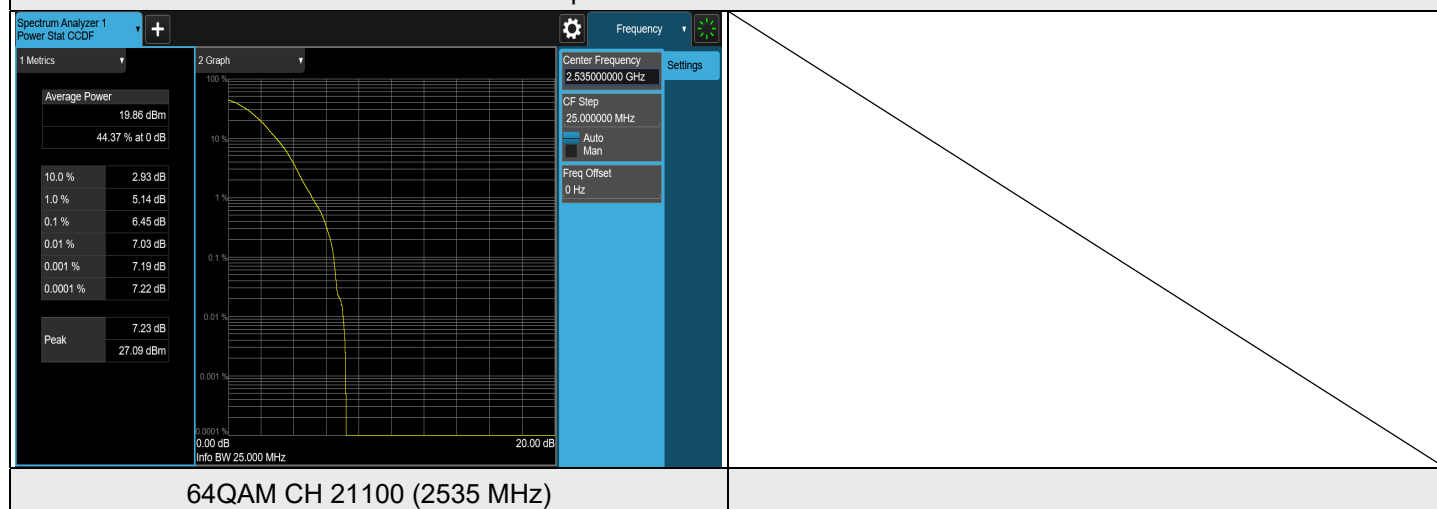 Spectrum Analyzer 1
Power Stat CCDF
+
Frequency
1 Metrics
2 Graph
Center Frequency
2.535000000 GHz
Settings
CF Step
25.000000 MHz
Auto
Man
Freq Offset
0 Hz
Average Power
19.86 dBm
44.37 % at 0 dB
10.0 % 2.93 dB
1.0 % 5.14 dB
0.1 % 6.45 dB
0.01 % 7.03 dB
0.001 % 7.19 dB
0.0001 % 7.22 dB
Peak
7.23 dB
27.09 dBm
100 %
10 %
1 %
0.1 %
0.01 %
0.001 %
0.0001 %
0.00 dB 20.00 dB
Info BW 25.000 MHz
64QAM CH 21100 (2535 MHz)